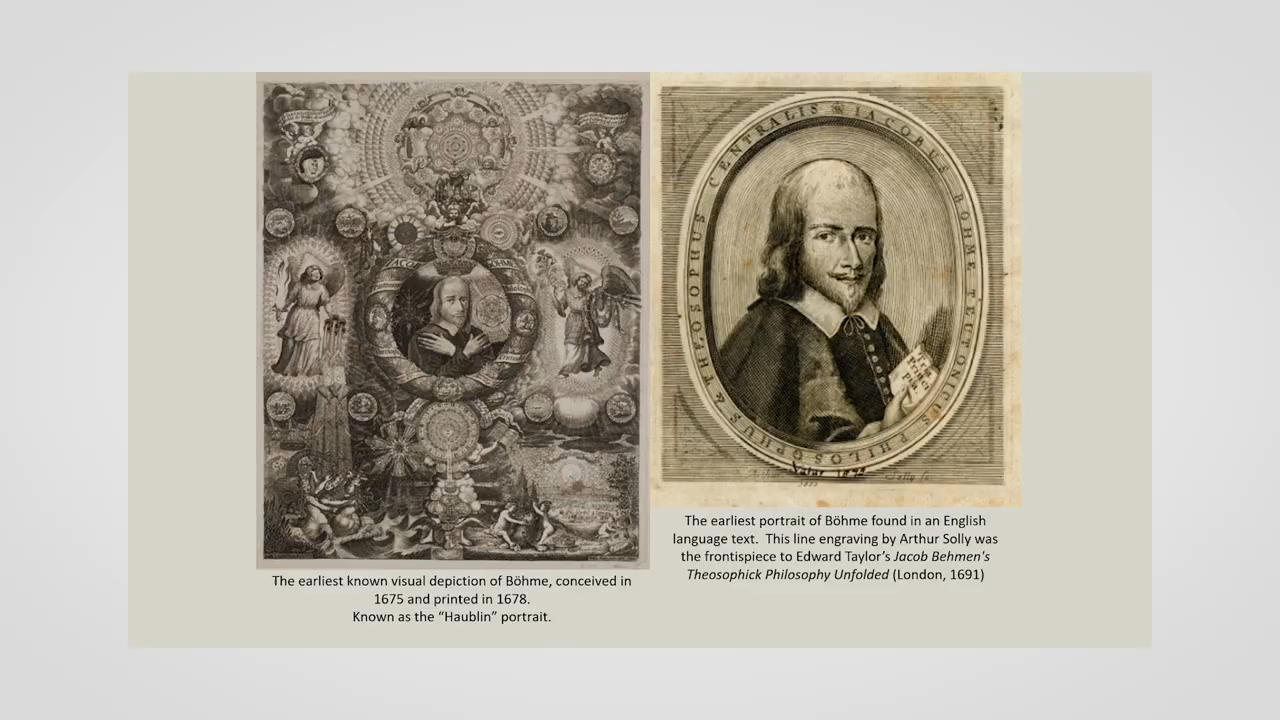 THEOSOPHUS CENTRALIS & IACOBUS BÖHME TEUTONICUS PHILOSOPHUS &
The earliest known visual depiction of Böhme, conceived in
1675 and printed in 1678.
Known as the “Haublin” portrait.
The earliest portrait of Böhme found in an English
language text. This line engraving by Arthur Solly was
the frontispiece to Edward Taylor’s Jacob Behmen's
Theosophick Philosophy Unfolded (London, 1691)